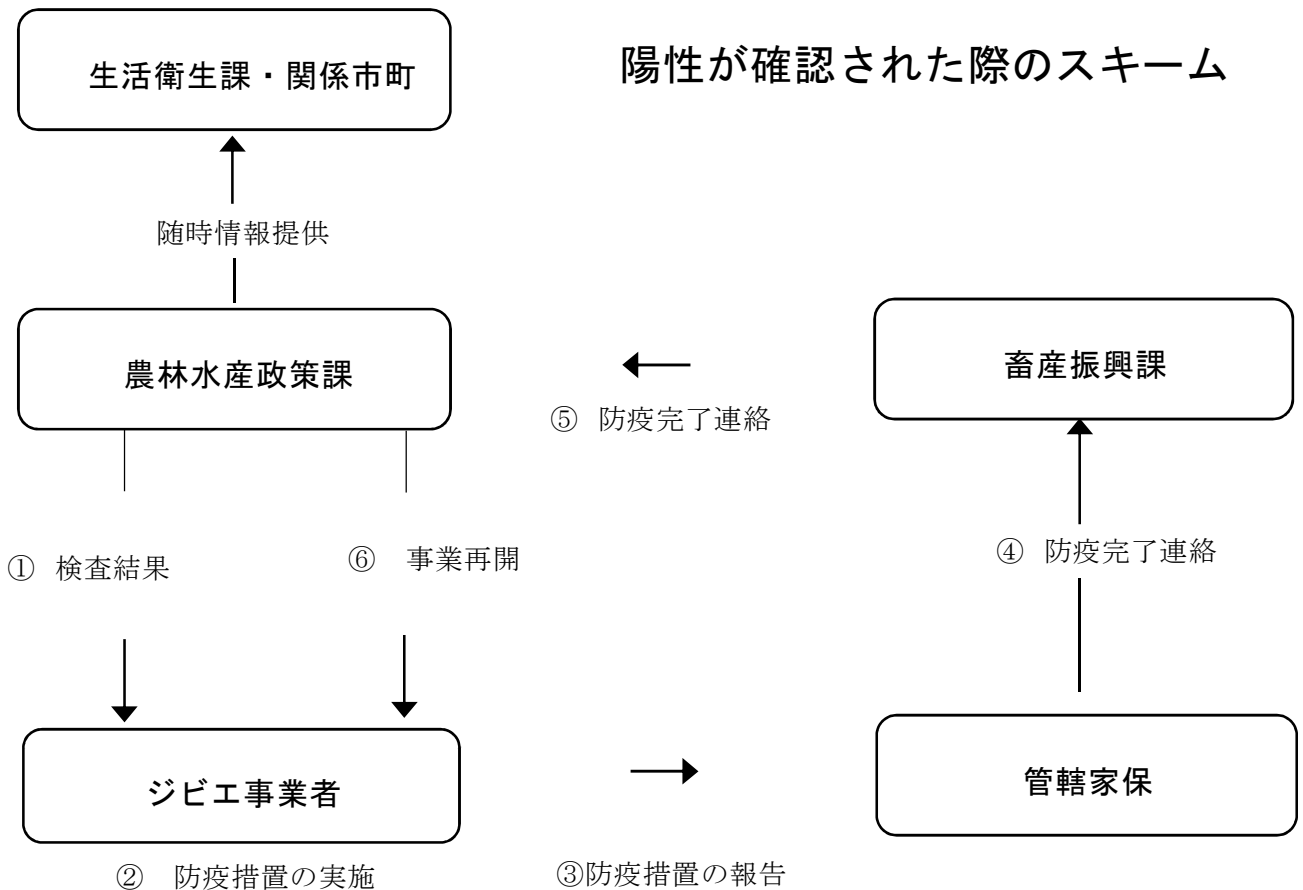 陽性が確認された際のスキーム
生活衛生課・関係市町
随時情報提供
農林水産政策課
畜産振興課
⑤ 防疫完了連絡
① 検査結果
⑥ 事業再開
④ 防疫完了連絡
ジビエ事業者
管轄家保
② 防疫措置の実施
③防疫措置の報告